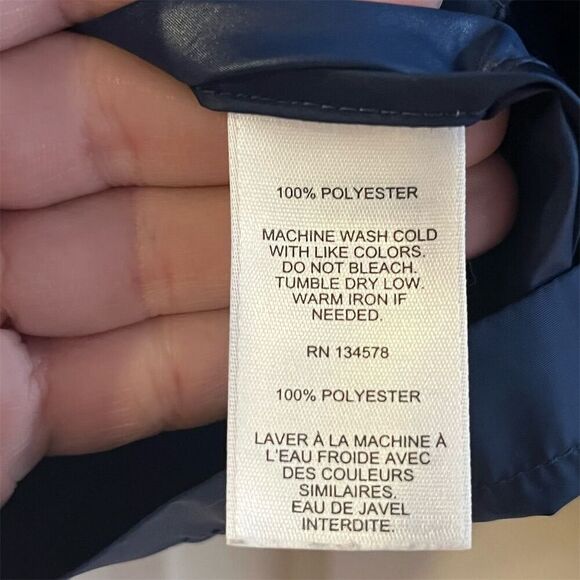 100% POLYESTER
MACHINE WASH COLD
WITH LIKE COLORS.
DO NOT BLEACH.
TUMBLE DRY LOW.
WARM IRON IF
NEEDED.
RN 134578
100% POLYESTER
LAVER À LA MACHINE À
L'EAU FROIDE AVEC
DES COULEURS
SIMILAIRES.
EAU DE JAVEL
INTERDITE.